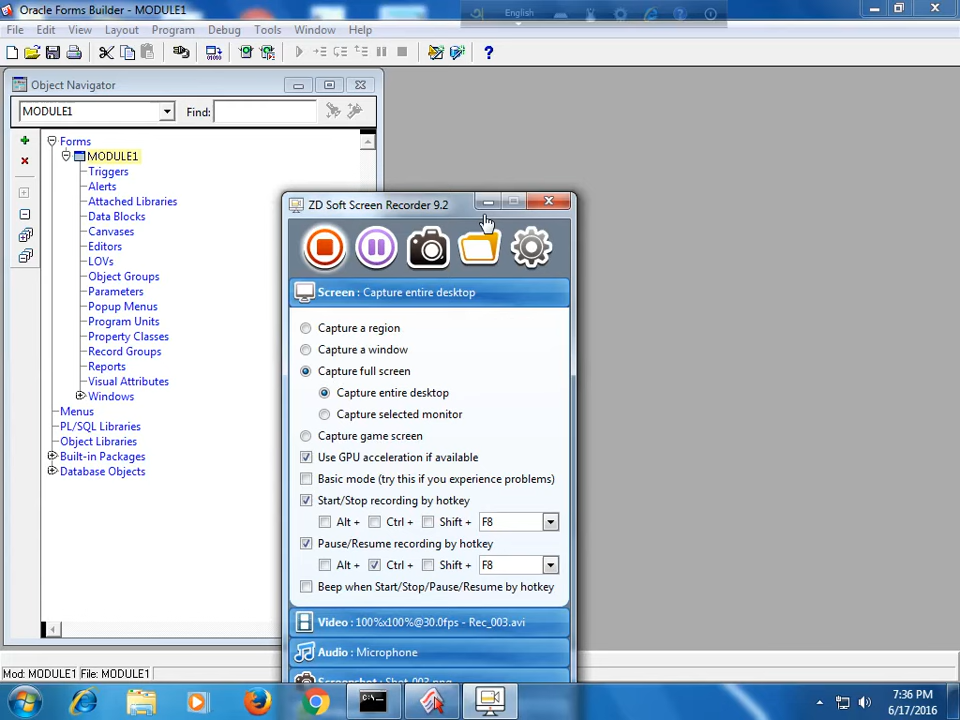 Oracle Forms Builder - MODULE1
English
File Edit View Layout Program Debug Tools Window Help
Object Navigator
MODULE1
Find:
Forms
MODULE1
Triggers
Alerts
Attached Libraries
Data Blocks
Canvases
Editors
LOVs
Object Groups
Parameters
Popup Menus
Program Units
Property Classes
Record Groups
Reports
Visual Attributes
Windows
Menus
PL/SQL Libraries
Object Libraries
Built-in Packages
Database Objects
ZD Soft Screen Recorder 9.2
Screen : Capture entire desktop
Capture a region
Capture a window
Capture full screen
Capture entire desktop
Capture selected monitor
Capture game screen
Use GPU acceleration if available
Basic mode (try this if you experience problems)
Start/Stop recording by hotkey
Alt + Ctrl + Shift + F8
Pause/Resume recording by hotkey
Alt + Ctrl + Shift + F8
Beep when Start/Stop/Pause/Resume by hotkey
Video : 100%x100%@30.0fps - Rec_003.avi
Audio : Microphone
Screenshot : Shot_003.png
Mod: MODULE1 File: MODULE1
7:36 PM
6/17/2016